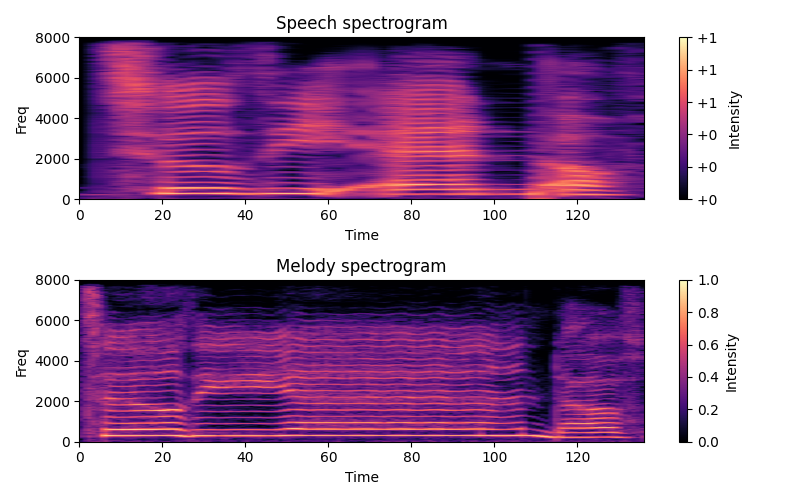 Speech spectrogram
8000
6000
4000
2000
0
Freq
0 20 40 60 80 100 120
Time
+1
+1
+1
+0
+0
+0
Intensity
Melody spectrogram
8000
6000
4000
2000
0
Freq
0 20 40 60 80 100 120
Time
1.0
0.8
0.6
0.4
0.2
0.0
Intensity